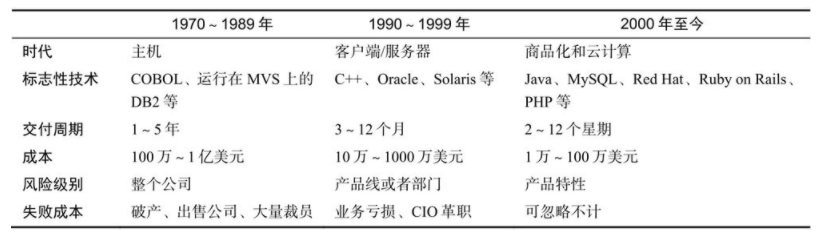 1970 ~ 1989 年 1990 ~ 1999 年 2000 年至今
时代 主机 客户端/服务器 商品化和云计算
标志性技术 COBOL、运行在 MVS 上的 C++、Oracle、Solaris 等 Java、MySQL、Red Hat、Ruby on Rails、
DB2 等 PHP 等
交付周期 1 ~ 5 年 3 ~ 12 个月 2 ~ 12 个星期
成本 100 万 ~ 1 亿美元 10 万 ~ 1000 万美元 1 万 ~ 100 万美元
风险级别 整个公司 产品线或者部门 产品特性
失败成本 破产、出售公司、大量裁员 业务亏损、CIO 革职 可忽略不计